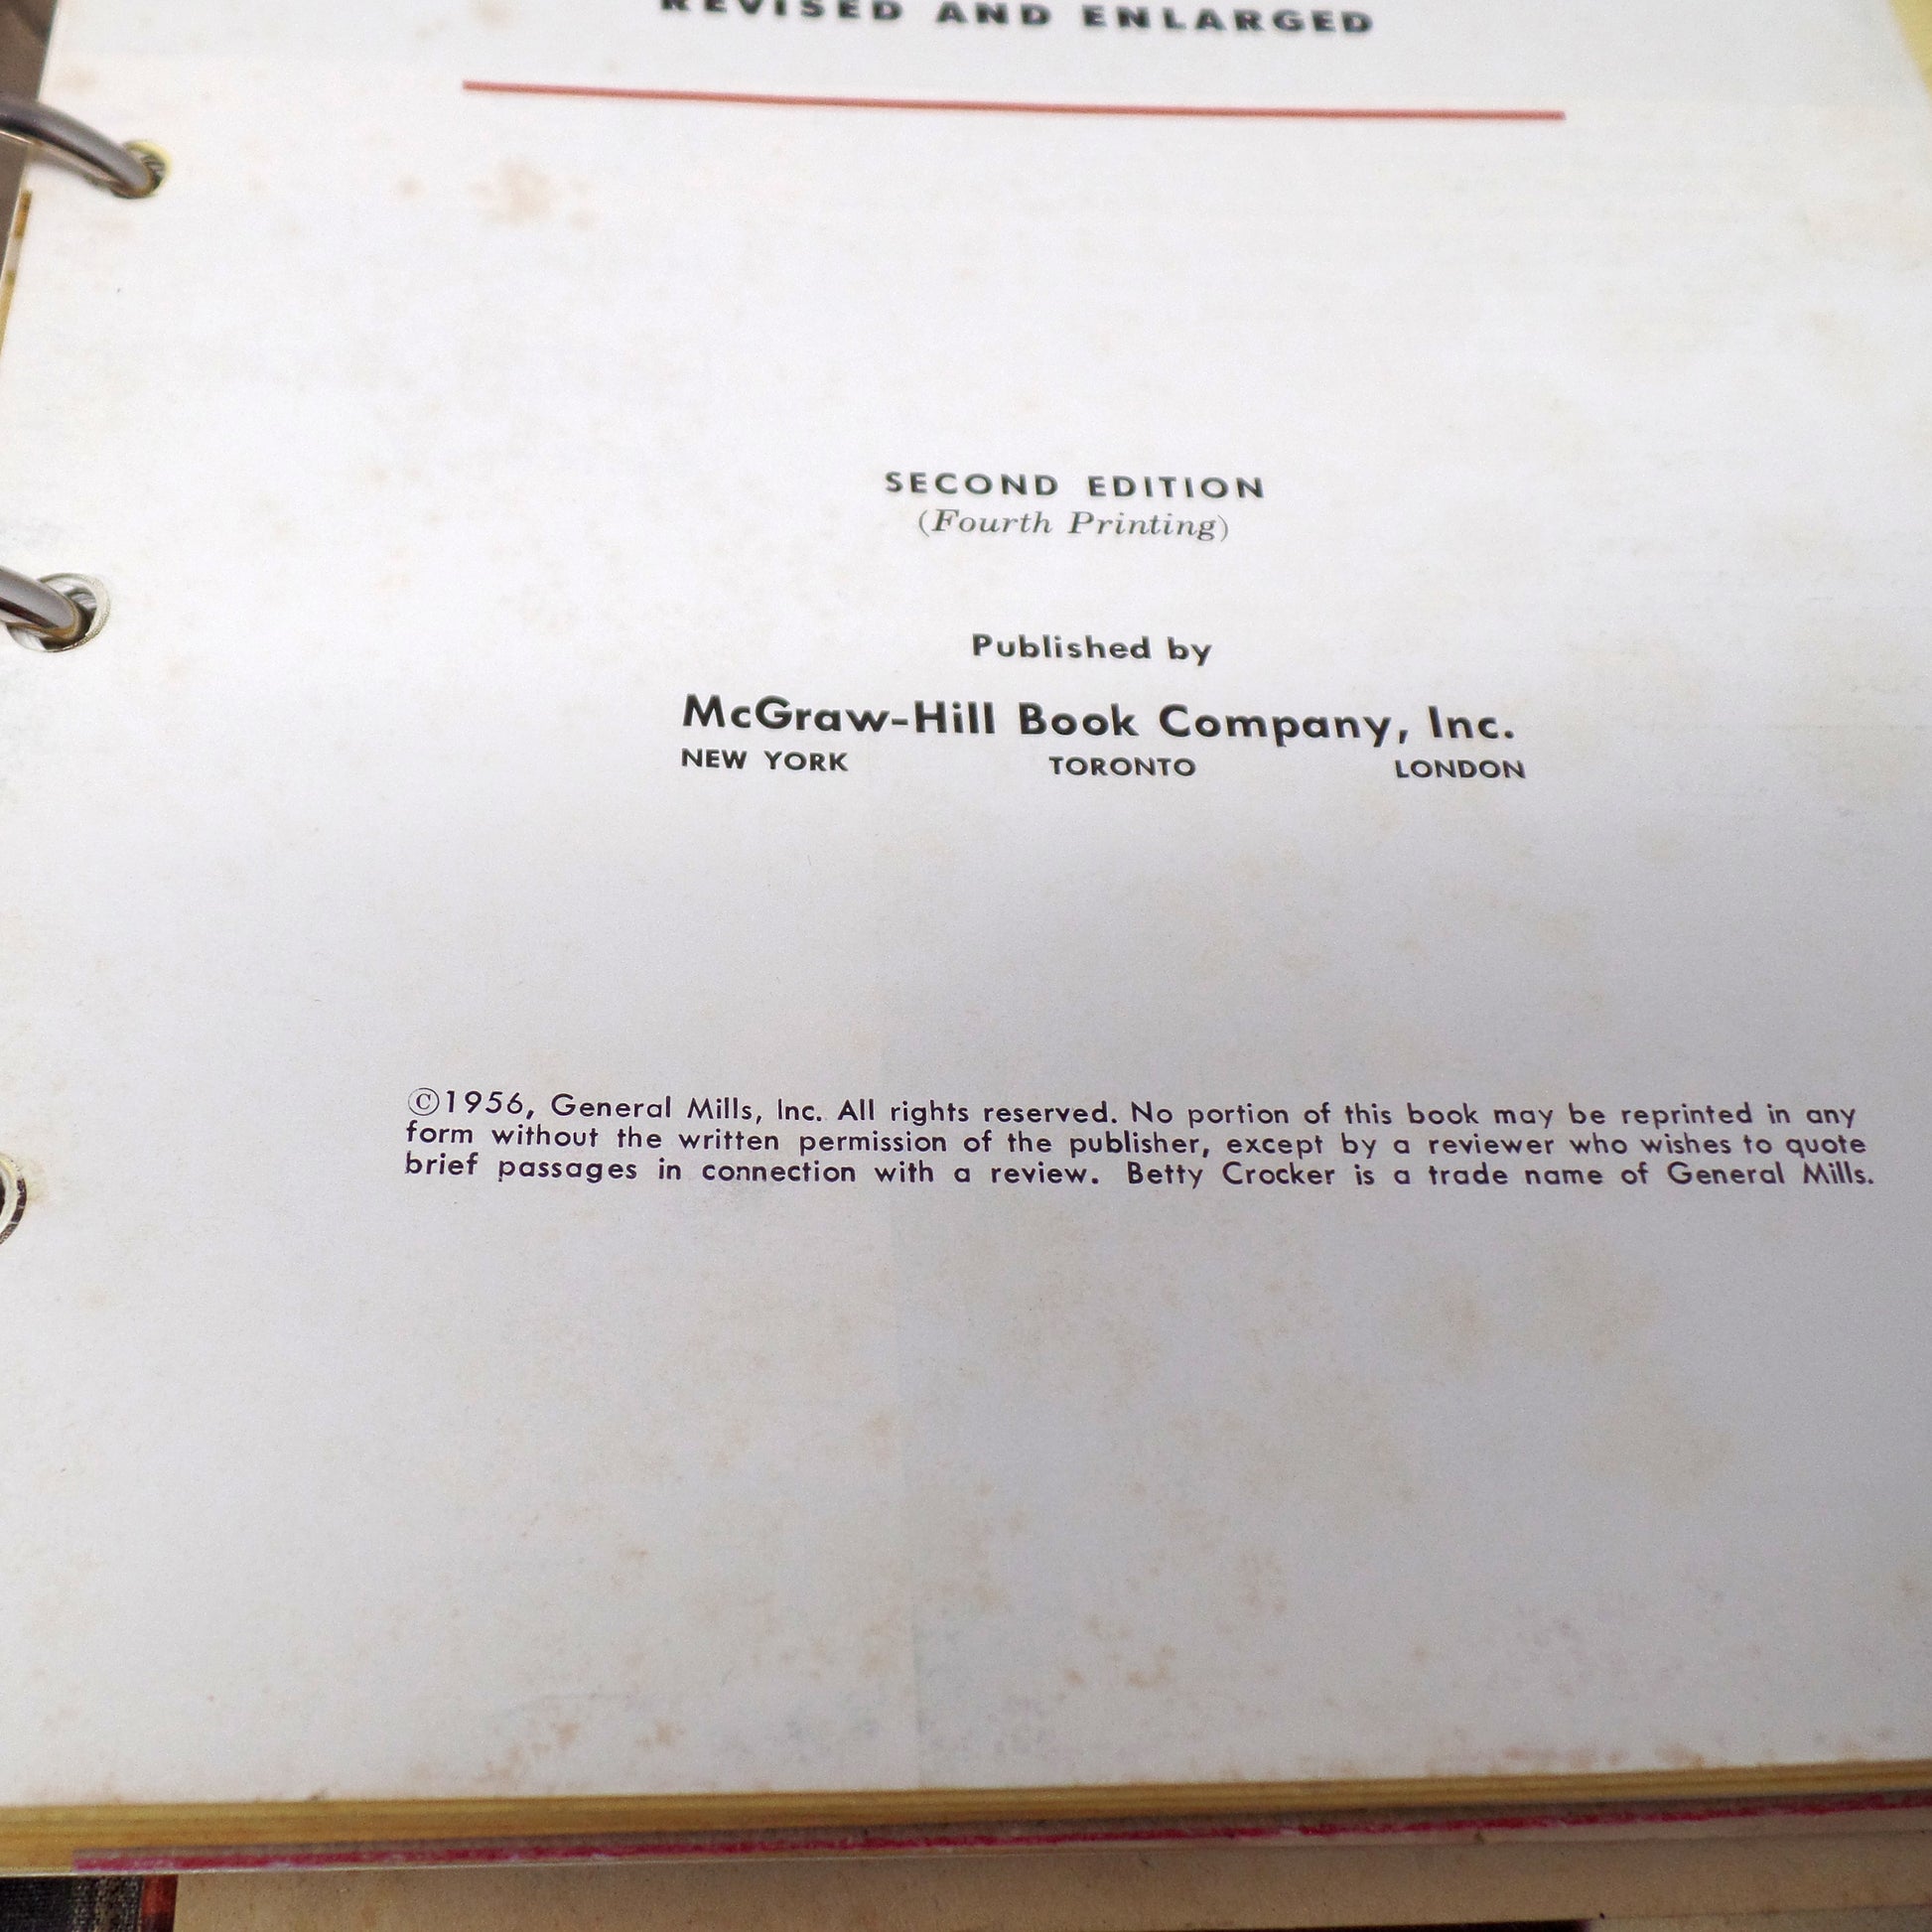 REVISED AND ENLARGED
SECOND EDITION
(Fourth Printing)
Published by
McGraw-Hill Book Company, Inc.
NEW YORK TORONTO LONDON
©1956, General Mills, Inc. All rights reserved. No portion of this book may be reprinted in any
form without the written permission of the publisher, except by a reviewer who wishes to quote
brief passages in connection with a review. Betty Crocker is a trade name of General Mills.